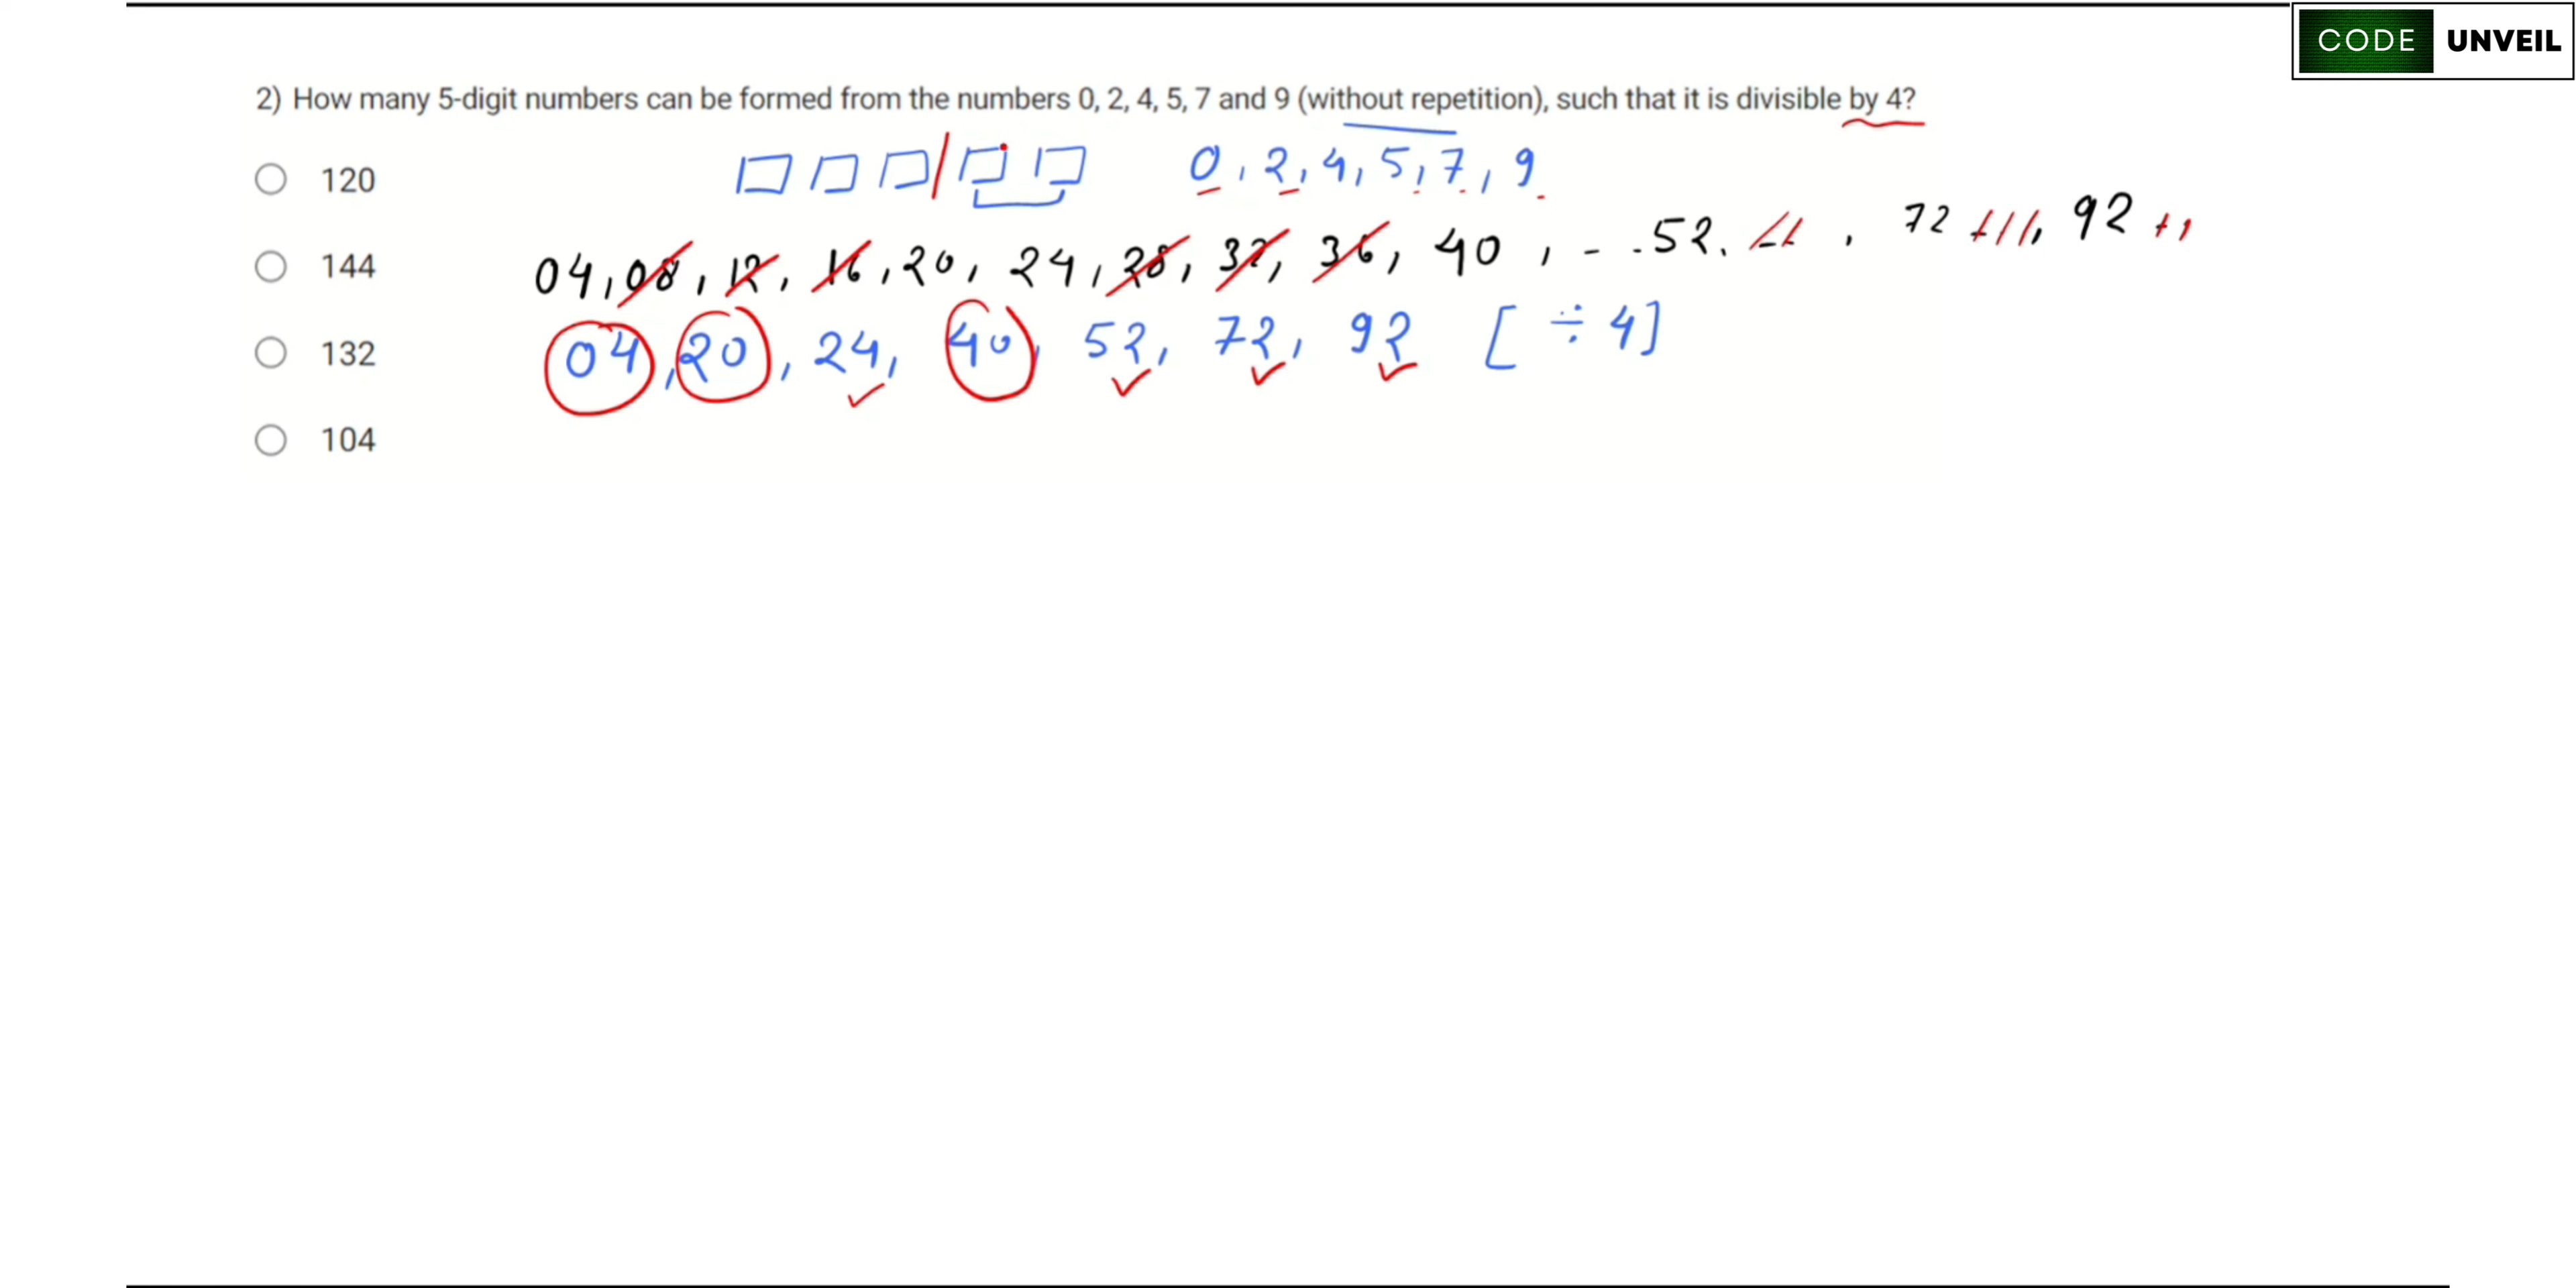 CODE UNVEIL
2) How many 5-digit numbers can be formed from the numbers 0, 2, 4, 5, 7 and 9 (without repetition), such that it is divisible by 4?
120
0, 2, 4, 5, 7, 9
144
04, 08, 12, 16, 20, 24, 28, 32, 36, 40, - - 52, , 72 , 92
132
04, 20, 24, 40, 52, 72, 92 [ ÷ 4]
104